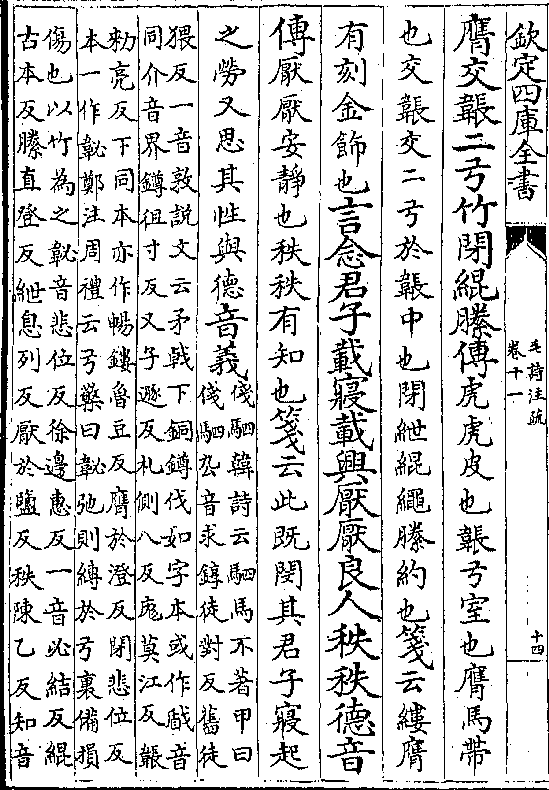 欽定四庫全書
毛詩注疏
卷十一
十四
膺交韔二弓竹閉緄縢傳虎虎皮也韔弓室也膺馬帶
也交韔交二弓於韔中也閉紲緄繩縢約也箋云縷膺
有刻金飾也言念君子載寢載興厭厭良人秩秩德音
傳厭厭安靜也秩秩有知也箋云此既閔其君子寢起
之勞又思其性與德音義
俴駟韓詩云駟馬不著甲曰
俴駟厹音求錞徒對反舊徒
猥反一音敦說文云矛戟下銅鐏伐如字本或作戫音
同介音界鐏徂寸反又子遜反札側八反厖莫江反韔
勑亮反下同本亦作暢鏤魯豆反膺於澄反閉悲位反
本一作䪐鄭注周禮云弓檠曰䪐弛則縛於弓裏備損
傷也以竹為之䪐音悲位反徐邊惠反一音必結反緄
古本反縢直登反紲息列反厭於鹽反秩陳乙反知音